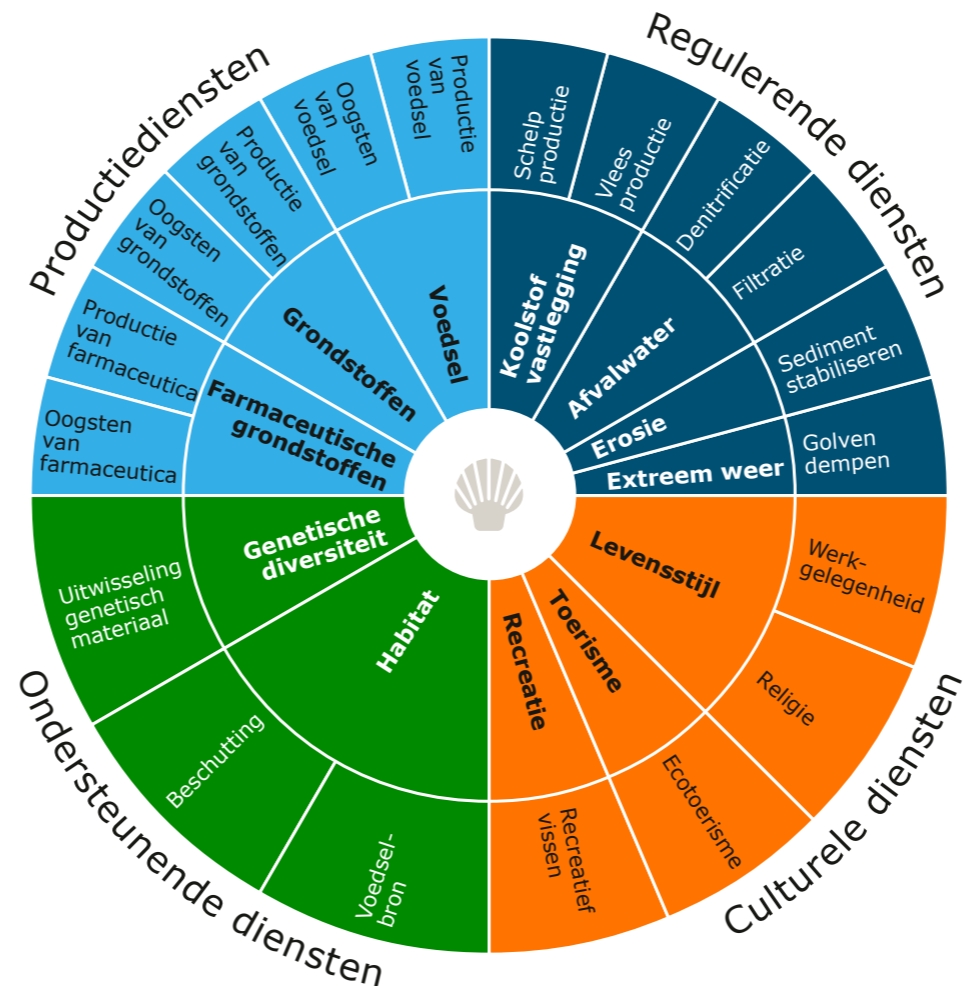 Productiediensten
Oogsten
van
farmaceutica
Productie
van
farmaceutica
Oogsten
van
grondstoffen
Productie
van
grondstoffen
Oogsten
van
voedsel
Productie
van
voedsel
Farmaceutische
grondstoffen
Grondstoffen
Voedsel
Regulerende diensten
Schelp
productie
Vlees
productie
Denitrificatie
Filtratie
Sediment
stabiliseren
Golven
dempen
Koolstof
vastlegging
Afvalwater
Erosie
Extreem weer
Culturele diensten
Levensstijl
Toerisme
Recreatie
Werk-
gelegenheid
Religie
Ecotoerisme
Recreatief
vissen
Ondersteunende diensten
Genetische
diversiteit
Habitat
Uitwisseling
genetisch
materiaal
Beschutting
Voedsel-
bron